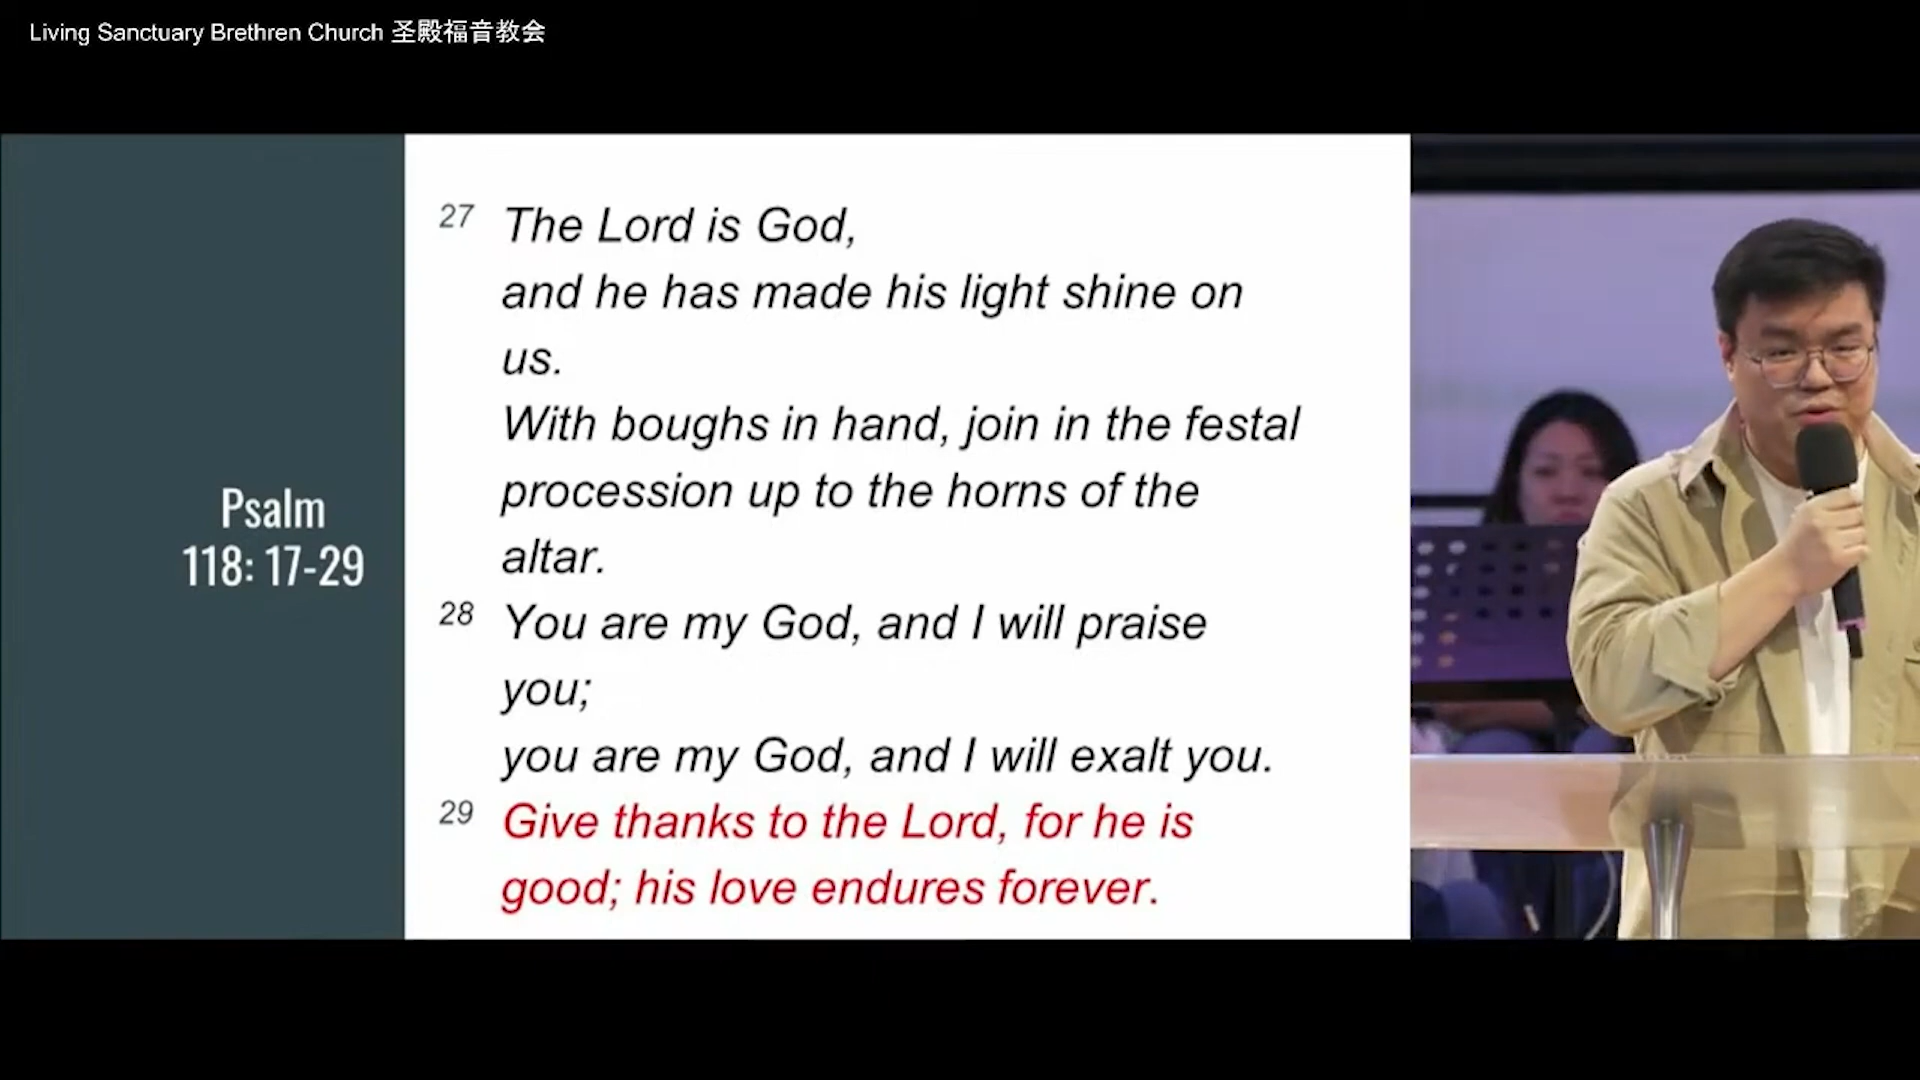 Living Sanctuary Brethren Church 圣殿福音教会
Psalm
118: 17-29
27 The Lord is God,
and he has made his light shine on
us.
With boughs in hand, join in the festal
procession up to the horns of the
altar.
28 You are my God, and I will praise
you;
you are my God, and I will exalt you.
29 Give thanks to the Lord, for he is
good; his love endures forever.